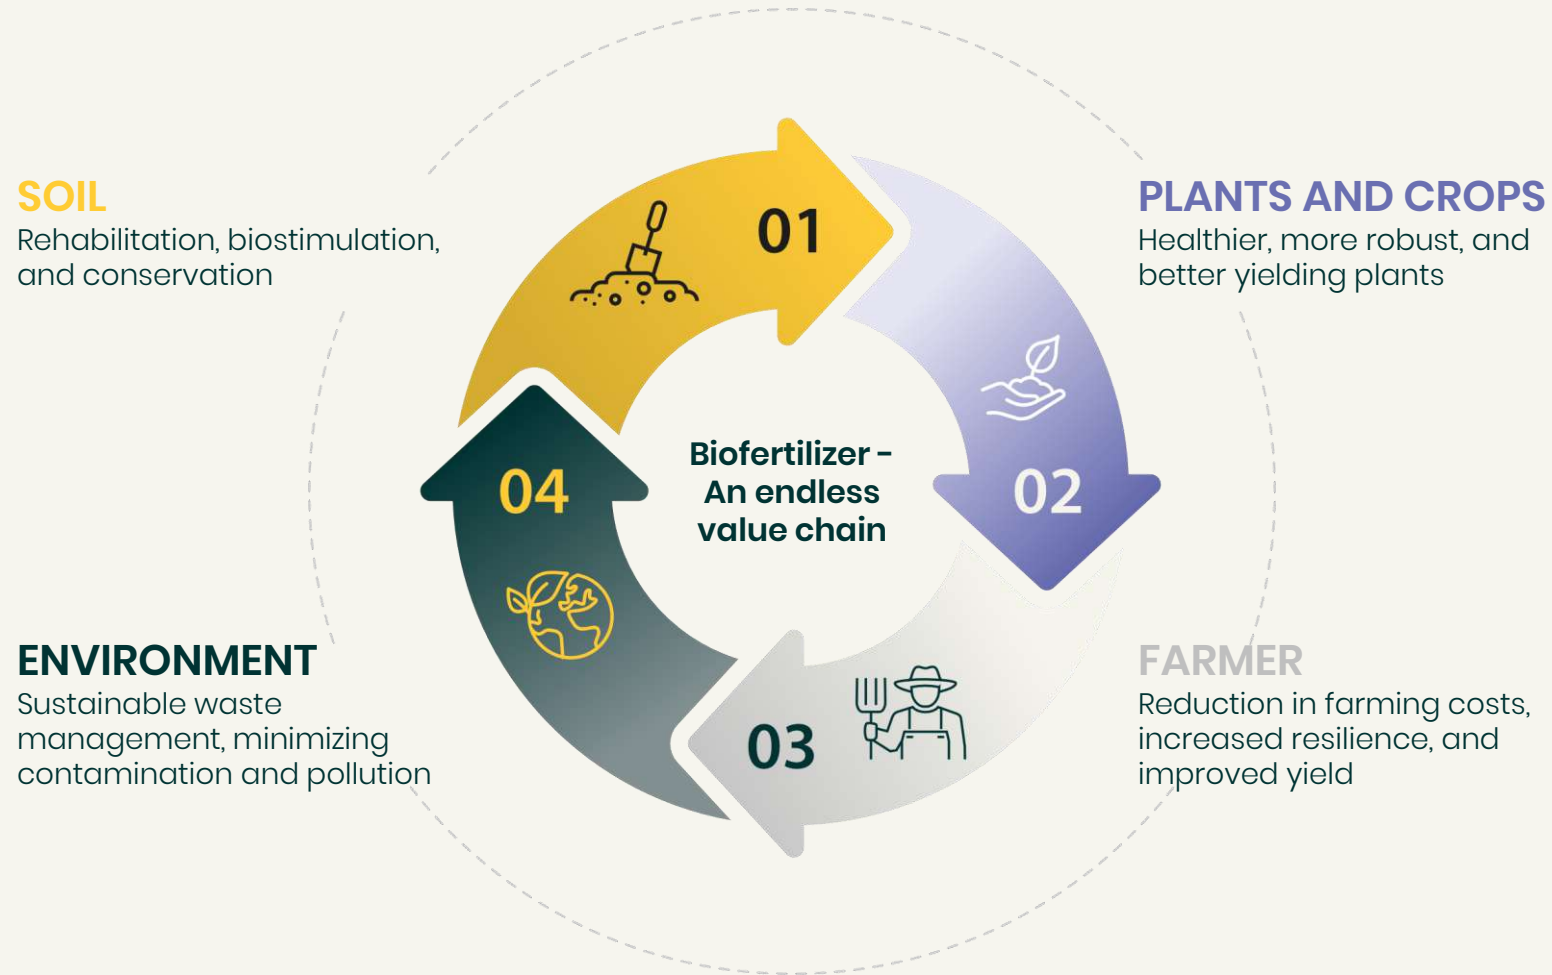 SOIL
Rehabilitation, biostimulation,
and conservation
01
PLANTS AND CROPS
Healthier, more robust, and
better yielding plants
02
Biofertilizer -
An endless
value chain
04
03
ENVIRONMENT
Sustainable waste
management, minimizing
contamination and pollution
FARMER
Reduction in farming costs,
increased resilience, and
improved yield